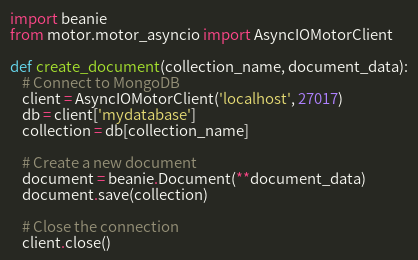 import beanie
from motor.motor_asyncio import AsyncIOMotorClient

def create_document(collection_name, document_data):
    # Connect to MongoDB
    client = AsyncIOMotorClient('localhost', 27017)
    db = client['mydatabase']
    collection = db[collection_name]

    # Create a new document
    document = beanie.Document(**document_data)
    document.save(collection)

    # Close the connection
    client.close()